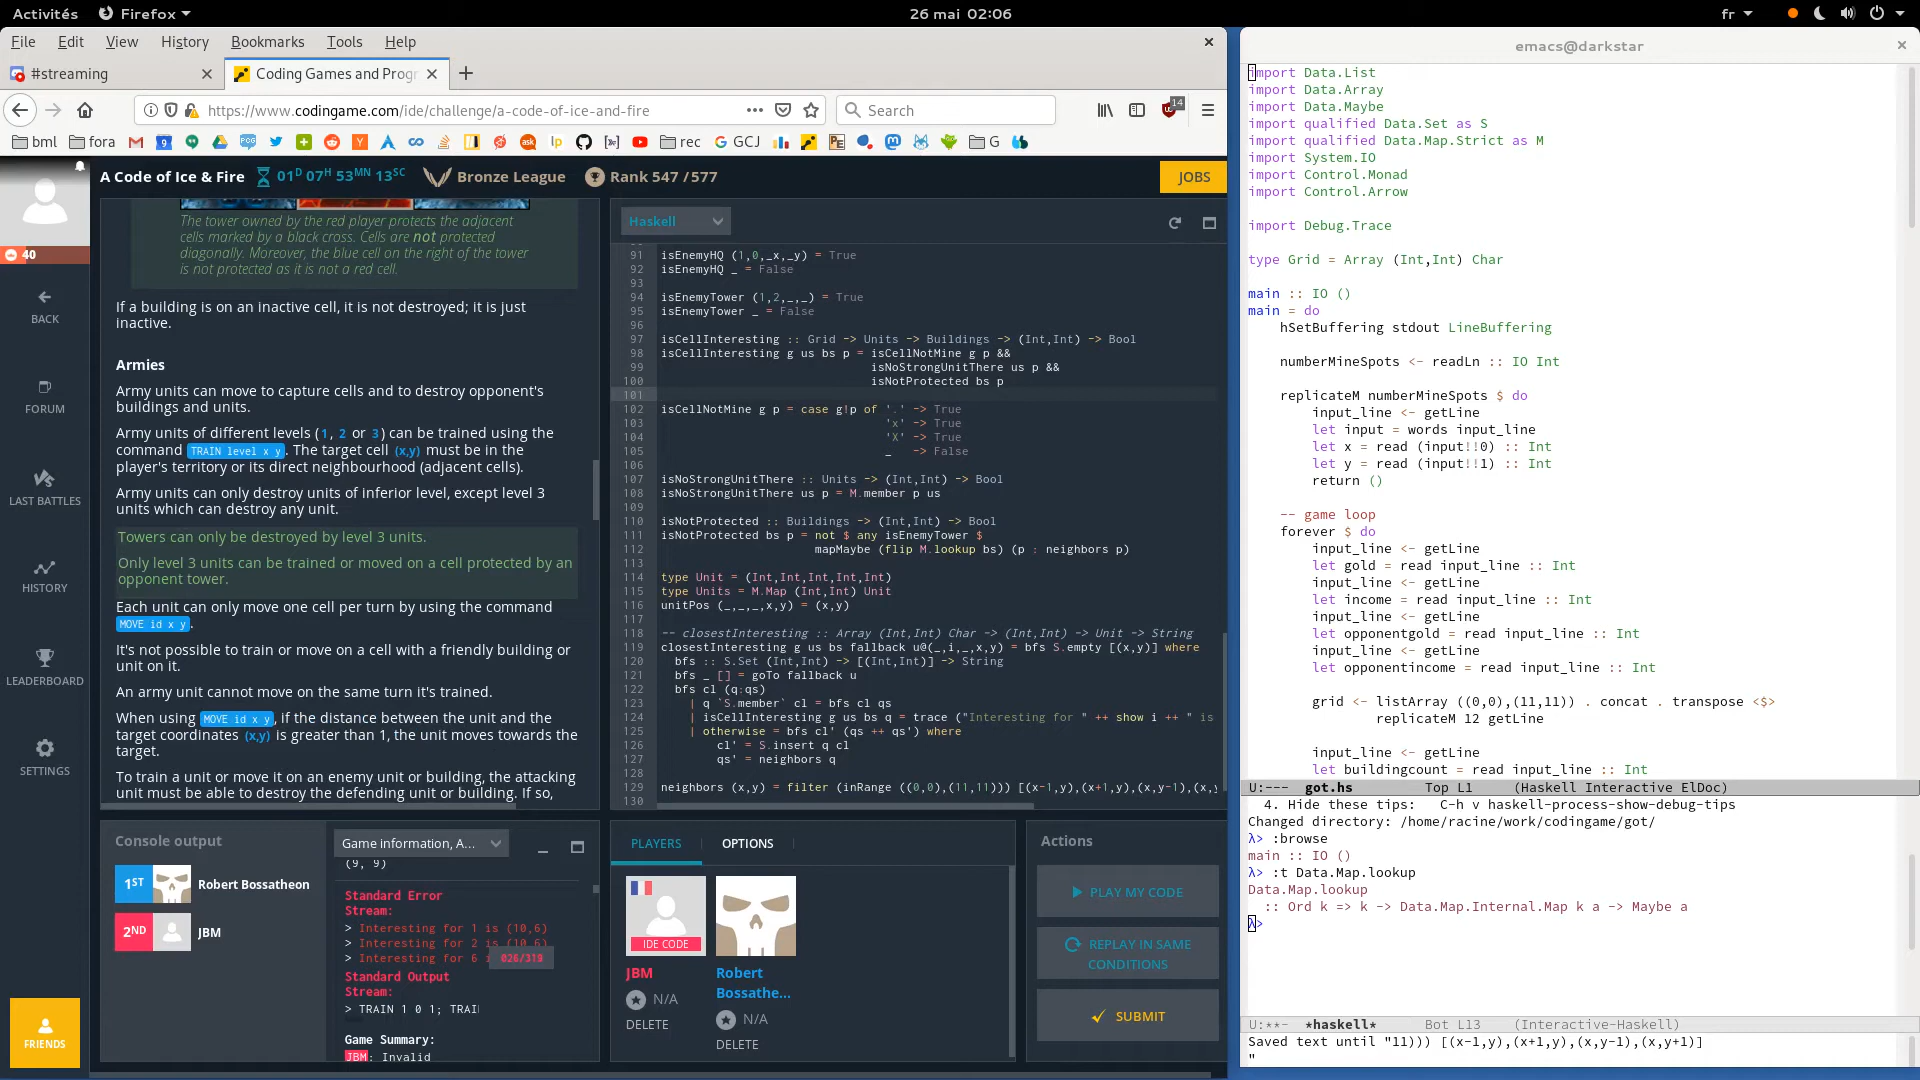 Activités
Firefox
26 mai 02:06
fr
File Edit View History Bookmarks Tools Help
#streaming
Coding Games and Progr
https://www.codingame.com/ide/challenge/a-code-of-ice-and-fire
Search
14
bml
fora
rec
GCJ
G
A Code of Ice & Fire
01D 07H 53MN 13SC
Bronze League
Rank 547 / 577
JOBS
40
BACK
FORUM
LAST BATTLES
HISTORY
LEADERBOARD
SETTINGS
FRIENDS
The tower owned by the red player protects the adjacent
cells marked by a black cross. Cells are not protected
diagonally. Moreover, the blue cell on the right of the tower
is not protected as it is not a red cell.
If a building is on an inactive cell, it is not destroyed; it is just
inactive.
Armies
Army units can move to capture cells and to destroy opponent's
buildings and units.
Army units of different levels (1, 2 or 3) can be trained using the
command TRAIN level x y. The target cell (x,y) must be in the
player's territory or its direct neighbourhood (adjacent cells).
Army units can only destroy units of inferior level, except level 3
units which can destroy any unit.
Towers can only be destroyed by level 3 units.
Only level 3 units can be trained or moved on a cell protected by an
opponent tower.
Each unit can only move one cell per turn by using the command
MOVE id x y.
It's not possible to train or move on a cell with a friendly building or
unit on it.
An army unit cannot move on the same turn it's trained.
When using MOVE id x y, if the distance between the unit and the
target coordinates (x,y) is greater than 1, the unit moves towards the
target.
To train a unit or move it on an enemy unit or building, the attacking
unit must be able to destroy the defending unit or building. If so,
Haskell
91 isEnemyHQ (1,0,_x,_y) = True
92 isEnemyHQ _ = False
93
94 isEnemyTower (1,2,_,_) = True
95 isEnemyTower _ = False
96
97 isCellInteresting :: Grid -> Units -> Buildings -> (Int,Int) -> Bool
98 isCellInteresting g us bs p = isCellNotMine g p &&
99 isNoStrongUnitThere us p &&
100 isNotProtected bs p
101
102 isCellNotMine g p = case g!p of '.' -> True
103 'x' -> True
104 'X' -> True
105 _ -> False
106
107 isNoStrongUnitThere :: Units -> (Int,Int) -> Bool
108 isNoStrongUnitThere us p = M.member p us
109
110 isNotProtected :: Buildings -> (Int,Int) -> Bool
111 isNotProtected bs p = not $ any isEnemyTower $
112 mapMaybe (flip M.lookup bs) (p : neighbors p)
113
114 type Unit = (Int,Int,Int,Int,Int)
115 type Units = M.Map (Int,Int) Unit
116 unitPos (_,_,_,x,y) = (x,y)
117
118 -- closestInteresting :: Array (Int,Int) Char -> (Int,Int) -> Unit -> String
119 closestInteresting g us bs fallback u@(_,i,_,x,y) = bfs S.empty [(x,y)] where
120 bfs :: S.Set (Int,Int) -> [(Int,Int)] -> String
121 bfs _ [] = goTo fallback u
122 bfs cl (q:qs)
123 | q `S.member` cl = bfs cl qs
124 | isCellInteresting g us bs q = trace ("Interesting for " ++ show i ++ " is
125 | otherwise = bfs cl' (qs ++ qs') where
126 cl' = S.insert q cl
127 qs' = neighbors q
128
129 neighbors (x,y) = filter (inRange ((0,0),(11,11))) [(x-1,y),(x+1,y),(x,y-1),(x,y
130
Console output
1ST Robert Bossatheon
2ND JBM
Game information, A...
(9, 9)
Standard Error
Stream:
> Interesting for 1 is (10,6)
> Interesting for 2 is (10,6)
> Interesting for 6 i
026/319
Standard Output
Stream:
> TRAIN 1 0 1; TRAI
Game Summary:
JBM: Invalid
PLAYERS
OPTIONS
IDE CODE
JBM
N/A
DELETE
Robert
Bossathe...
N/A
DELETE
Actions
PLAY MY CODE
REPLAY IN SAME
CONDITIONS
SUBMIT
emacs@darkstar
import Data.List
import Data.Array
import Data.Maybe
import qualified Data.Set as S
import qualified Data.Map.Strict as M
import System.IO
import Control.Monad
import Control.Arrow
import Debug.Trace
type Grid = Array (Int,Int) Char
main :: IO ()
main = do
hSetBuffering stdout LineBuffering
numberMineSpots <- readLn :: IO Int
replicateM numberMineSpots $ do
input_line <- getLine
let input = words input_line
let x = read (input!!0) :: Int
let y = read (input!!1) :: Int
return ()
-- game loop
forever $ do
input_line <- getLine
let gold = read input_line :: Int
input_line <- getLine
let income = read input_line :: Int
input_line <- getLine
let opponentgold = read input_line :: Int
input_line <- getLine
let opponentincome = read input_line :: Int
grid <- listArray ((0,0),(11,11)) . concat . transpose <$>
replicateM 12 getLine
input_line <- getLine
let buildingcount = read input_line :: Int
U:--- got.hs Top L1 (Haskell Interactive ElDoc)
4. Hide these tips: C-h v haskell-process-show-debug-tips
Changed directory: /home/racine/work/codingame/got/
λ> :browse
main :: IO ()
λ> :t Data.Map.lookup
Data.Map.lookup
:: Ord k => k -> Data.Map.Internal.Map k a -> Maybe a
λ>
U:**- *haskell* Bot L13 (Interactive-Haskell)
Saved text until "11))) [(x-1,y),(x+1,y),(x,y-1),(x,y+1)]
"